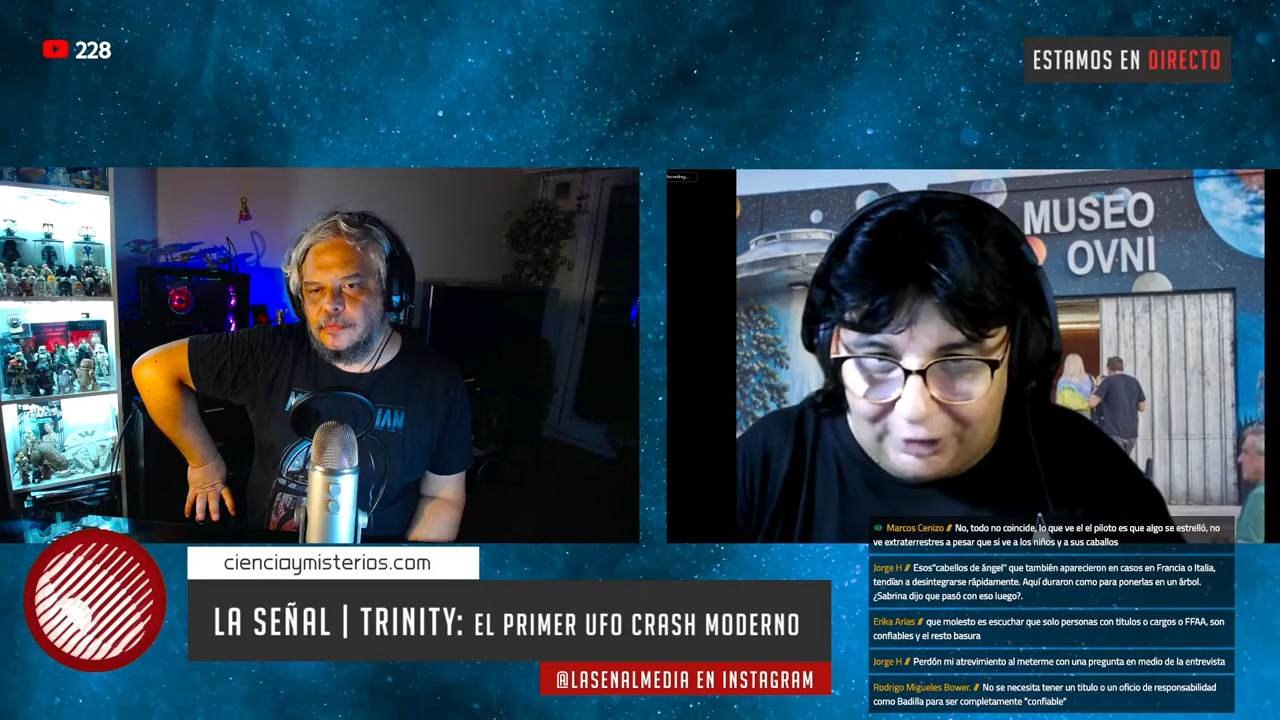 228
ESTAMOS EN DIRECTO
MUSEO
OVNI
Marcos Cenizo // No, todo no coincide, lo que ve el el piloto es que algo se estrelló, no
ve extraterrestres a pesar que si ve a los niños y a sus caballos
Jorge H // Esos"cabellos de ángel" que también aparecieron en casos en Francia o Italia,
tendían a desintegrarse rápidamente. Aquí duraron como para ponerlas en un árbol.
¿Sabrina dijo que pasó con eso luego?.
Erika Arias // que molesto es escuchar que solo personas con titulos o cargos o FFAA, son
confiables y el resto basura
Jorge H // Perdón mi atrevimiento al meterme con una pregunta en medio de la entrevista
Rodrigo Migueles Bower. // No se necesita tener un titulo o un oficio de responsabilidad
como Badilla para ser completamente "confiable"
cienciaymisterios.com
LA SEÑAL | TRINITY: EL PRIMER UFO CRASH MODERNO
@LASENALMEDIA EN INSTAGRAM